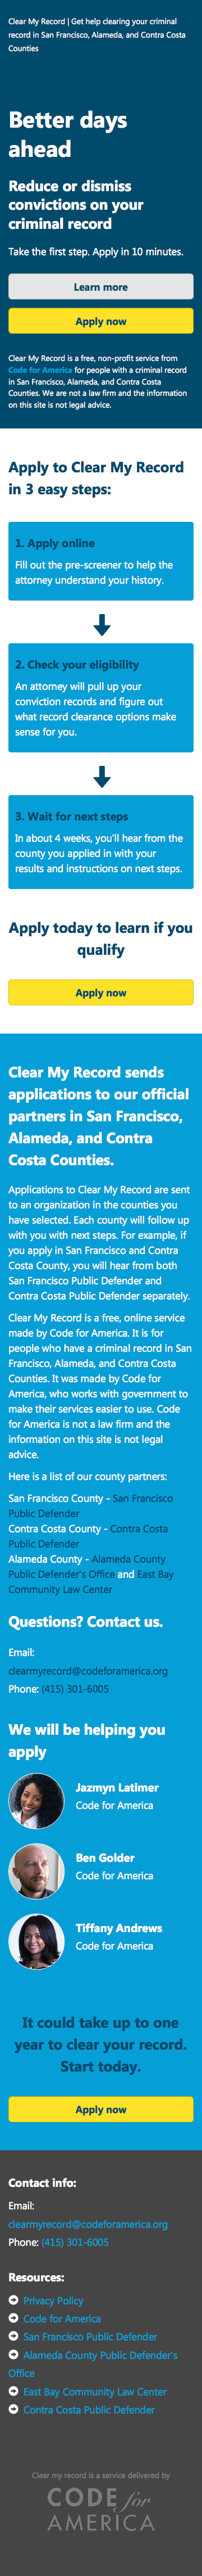 Clear My Record | Get help clearing your criminal
record in San Francisco, Alameda, and Contra Costa
Counties
Better days
ahead
Reduce or dismiss
convictions on your
criminal record
Take the first step. Apply in 10 minutes.
Learn more
Apply now
Clear My Record is a free, non-profit service from
Code for America for people with a criminal record
in San Francisco, Alameda, and Contra Costa
Counties. We are not a law firm and the information
on this site is not legal advice.
Apply to Clear My Record
in 3 easy steps:
1. Apply online
Fill out the pre-screener to help the
attorney understand your history.
2. Check your eligibility
An attorney will pull up your
conviction records and figure out
what record clearance options make
sense for you.
3. Wait for next steps
In about 4 weeks, you'll hear from the
county you applied in with your
results and instructions on next steps.
Apply today to learn if you
qualify
Apply now
Clear My Record sends
applications to our official
partners in San Francisco,
Alameda, and Contra
Costa Counties.
Applications to Clear My Record are sent
to an organization in the counties you
have selected. Each county will follow up
with you with next steps. For example, if
you apply in San Francisco and Contra
Costa County, you will hear from both
San Francisco Public Defender and
Contra Costa Public Defender separately.
Clear My Record is a free, online service
made by Code for America. It is for
people who have a criminal record in San
Francisco, Alameda, and Contra Costa
Counties. It was made by Code for
America, who works with government to
make their services easier to use. Code
for America is not a law firm and the
information on this site is not legal
advice.
Here is a list of our county partners:
San Francisco County - San Francisco
Public Defender
Contra Costa County - Contra Costa
Public Defender
Alameda County - Alameda County
Public Defender's Office and East Bay
Community Law Center
Questions? Contact us.
Email:
clearmyrecord@codeforamerica.org
Phone: (415) 301-6005
We will be helping you
apply
Jazmyn Latimer
Code for America
Ben Golder
Code for America
Tiffany Andrews
Code for America
It could take up to one
year to clear your record.
Start today.
Apply now
Contact info:
Email:
clearmyrecord@codeforamerica.org
Phone: (415) 301-6005
Resources:
Privacy Policy
Code for America
San Francisco Public Defender
Alameda County Public Defender's
Office
East Bay Community Law Center
Contra Costa Public Defender
Clear my record is a service delivered by
CODE for
AMERICA